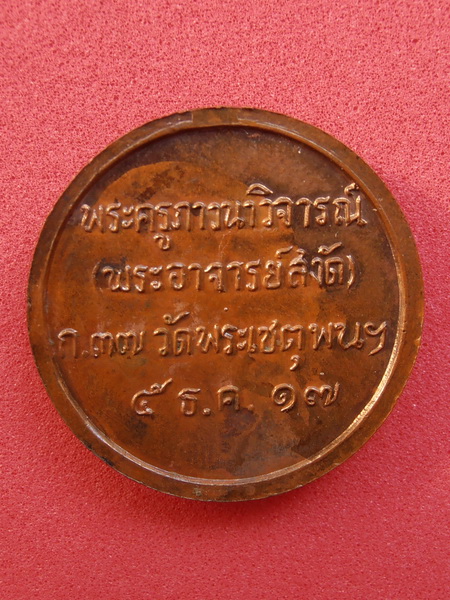 พระครูภาวนาวิจารณ์
(พระอาจารย์สงัด)
ก.๓๗ วัดพระเชตุพนฯ
๕ ธ.ค. ๑๗